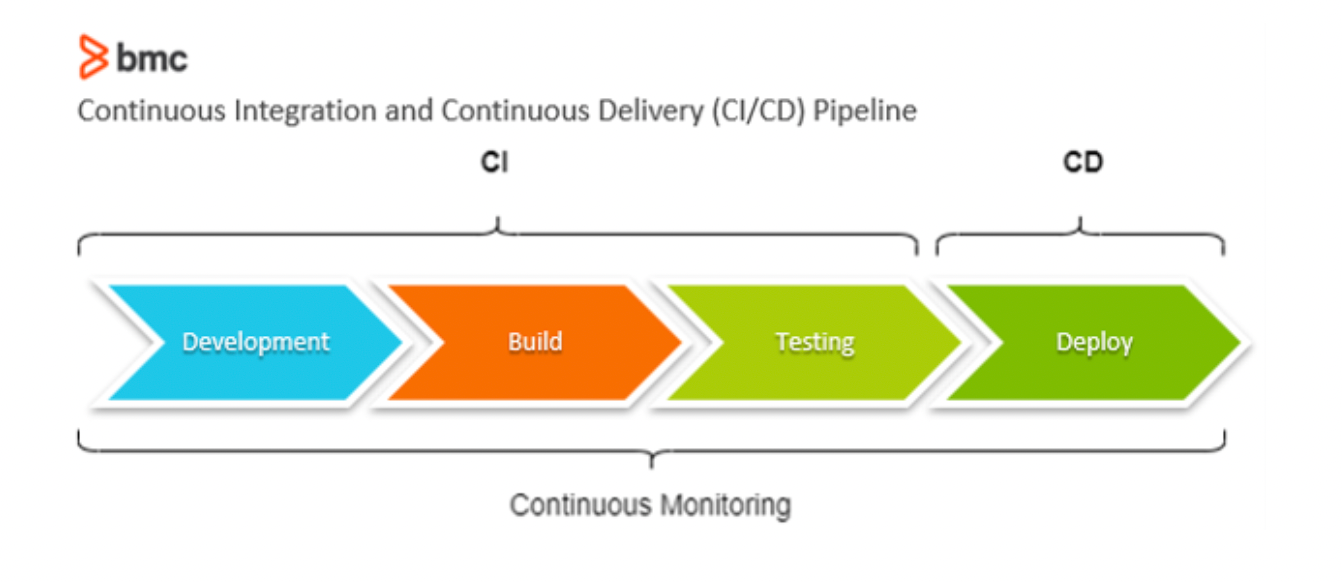 bmc
Continuous Integration and Continuous Delivery (CI/CD) Pipeline
CI
CD
Development
Build
Testing
Deploy
Continuous Monitoring